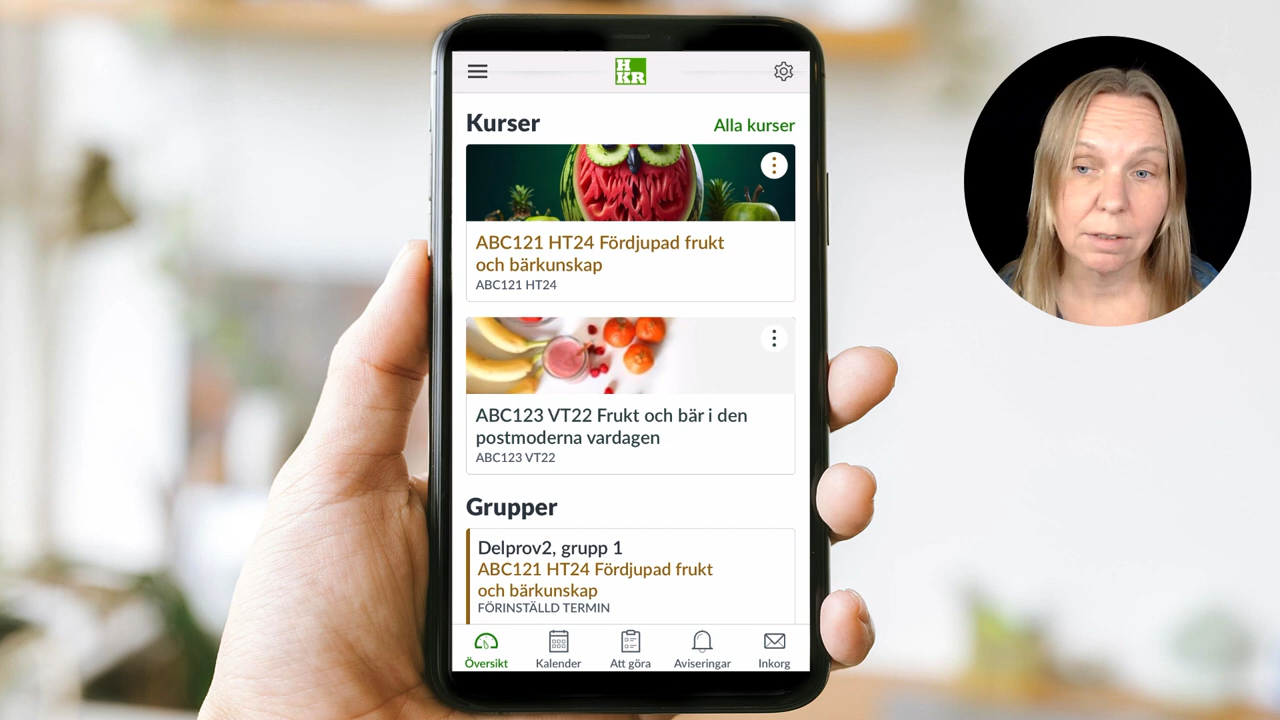 HKR
Kurser
Alla kurser
ABC121 HT24 Fördjupad frukt
och bärkunskap
ABC121 HT24
ABC123 VT22 Frukt och bär i den
postmoderna vardagen
ABC123 VT22
Grupper
Delprov2, grupp 1
ABC121 HT24 Fördjupad frukt
och bärkunskap
FÖRINSTÄLLD TERMIN
Översikt
Kalender
Att göra
Aviseringar
Inkorg